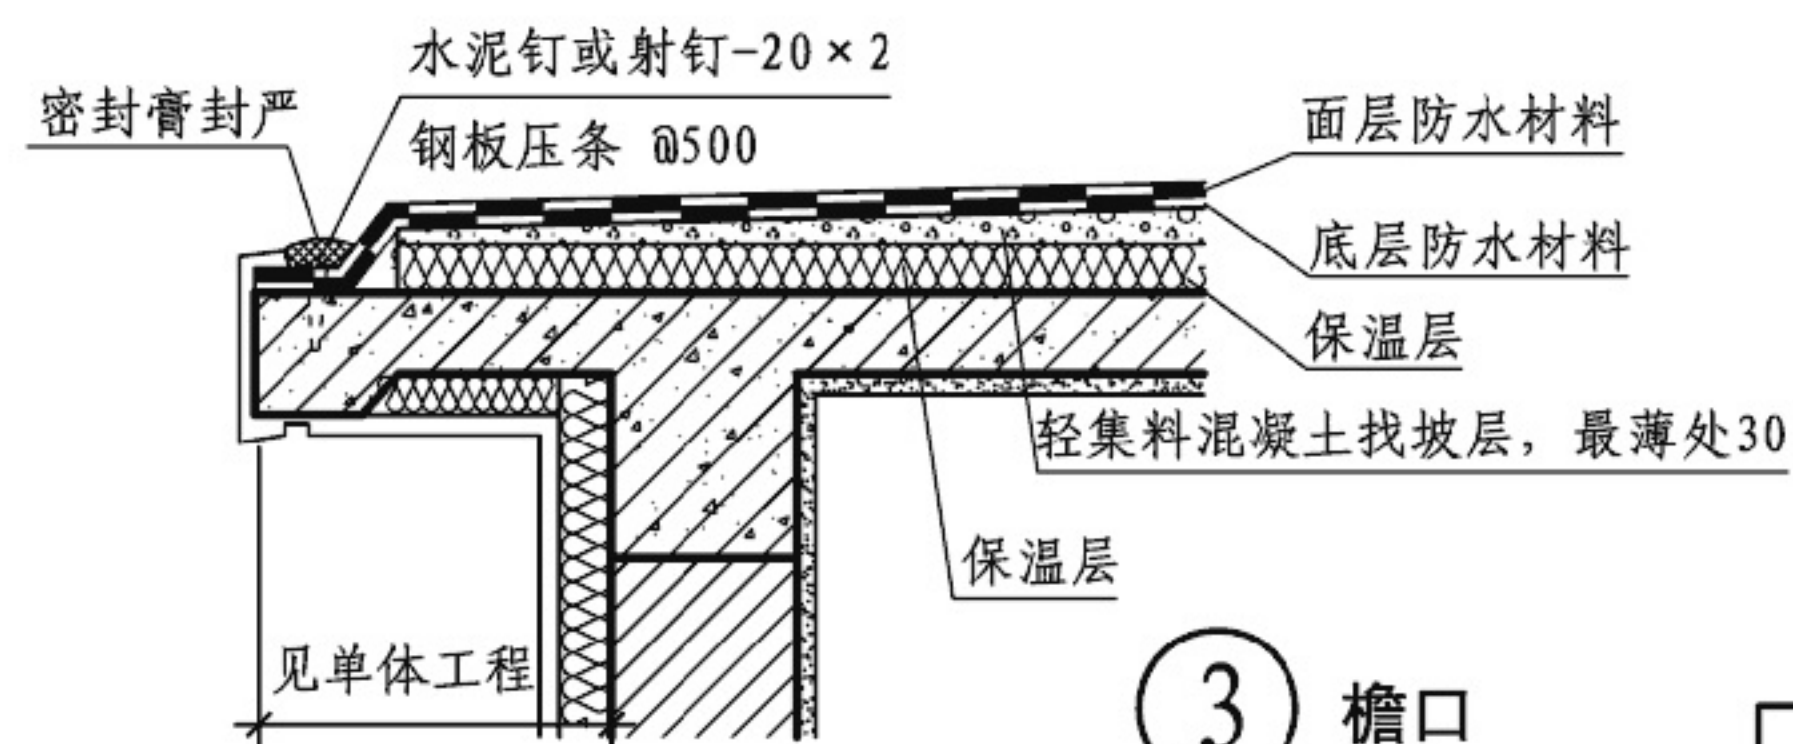 水泥钉或射钉-20×2
密封膏封严
钢板压条 @500
面层防水材料
底层防水材料
保温层
轻集料混凝土找坡层，最薄处30
保温层
见单体工程
3 檐口